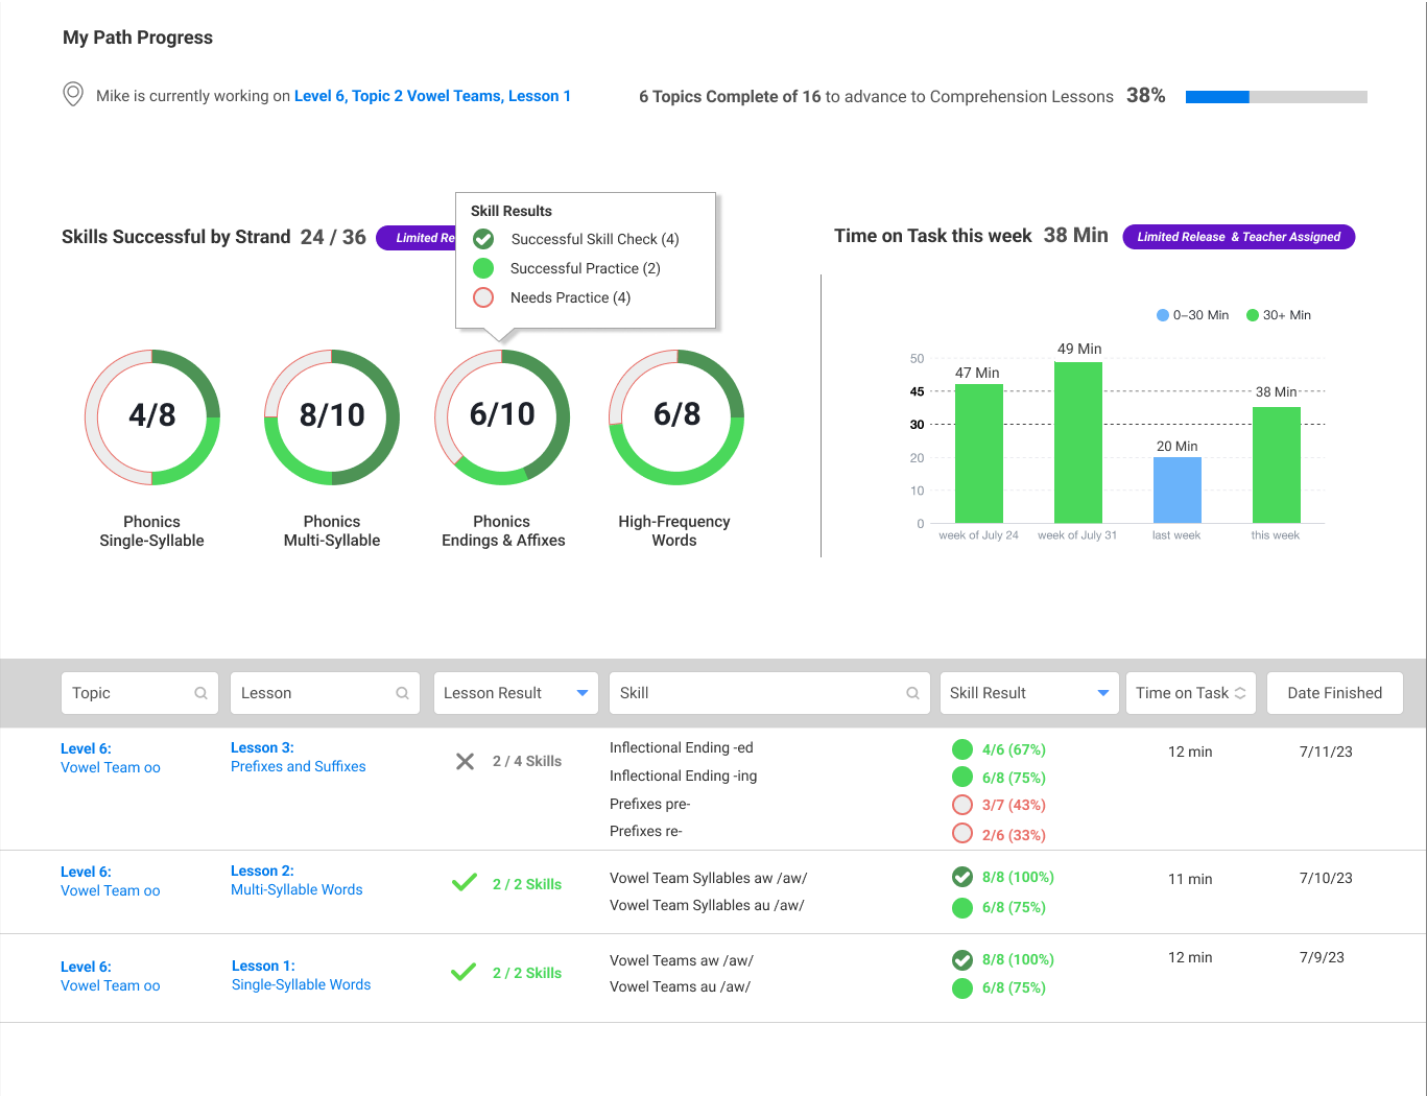 My Path Progress
Mike is currently working on Level 6, Topic 2 Vowel Teams, Lesson 1
6 Topics Complete of 16 to advance to Comprehension Lessons 38%
Skills Successful by Strand 24 / 36 Limited Re
Skill Results
Successful Skill Check (4)
Successful Practice (2)
Needs Practice (4)
4/8
8/10
6/10
6/8
Phonics
Single-Syllable
Phonics
Multi-Syllable
Phonics
Endings & Affixes
High-Frequency
Words
Time on Task this week 38 Min Limited Release & Teacher Assigned
0–30 Min 30+ Min
50
45
30
20
10
0
47 Min
49 Min
20 Min
38 Min
week of July 24 week of July 31 last week this week
Topic Lesson Lesson Result Skill Skill Result Time on Task Date Finished
Level 6:
Vowel Team oo
Lesson 3:
Prefixes and Suffixes
2 / 4 Skills
Inflectional Ending -ed
Inflectional Ending -ing
Prefixes pre-
Prefixes re-
4/6 (67%)
6/8 (75%)
3/7 (43%)
2/6 (33%)
12 min
7/11/23
Level 6:
Vowel Team oo
Lesson 2:
Multi-Syllable Words
2 / 2 Skills
Vowel Team Syllables aw /aw/
Vowel Team Syllables au /aw/
8/8 (100%)
6/8 (75%)
11 min
7/10/23
Level 6:
Vowel Team oo
Lesson 1:
Single-Syllable Words
2 / 2 Skills
Vowel Teams aw /aw/
Vowel Teams au /aw/
8/8 (100%)
6/8 (75%)
12 min
7/9/23